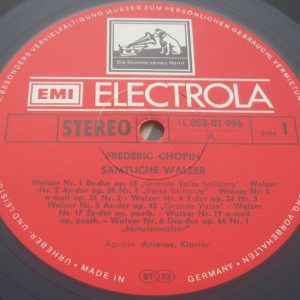 BESONDERS VERVIELFÄLTIGUNG (AUSSER ZUM PERSÖNLICHEN GEBRAUCH)
Die Stimme seines Herrn
EMI ELECTROLA
STEREO 1 C 053-01 996 Seite 1
A
FREDERIC CHOPIN
SÄMTLICHE WALZER
Walzer Nr. 1 Es-dur op. 18 „Grande Valse brillante" - Walzer
Nr. 2 As-dur op. 34 Nr. 1 „Valse brillante" - Walzer Nr. 3
a-moll op. 34 Nr. 2 - Walzer Nr. 4 F-dur op. 34 Nr. 3 -
Walzer Nr. 5 As-dur op. 42 „Grande Valse" - Walzer
Nr. 17 Es-dur op. posth. - Walzer Nr. 15 e-moll
op. posth. - Walzer Nr. 6 Des-dur op. 64 Nr. 1
„Minutenwalzer"
Agustin Anievas, Klavier
ST 33
MADE IN GERMANY
URHEBER- UND
VORBEHALTEN